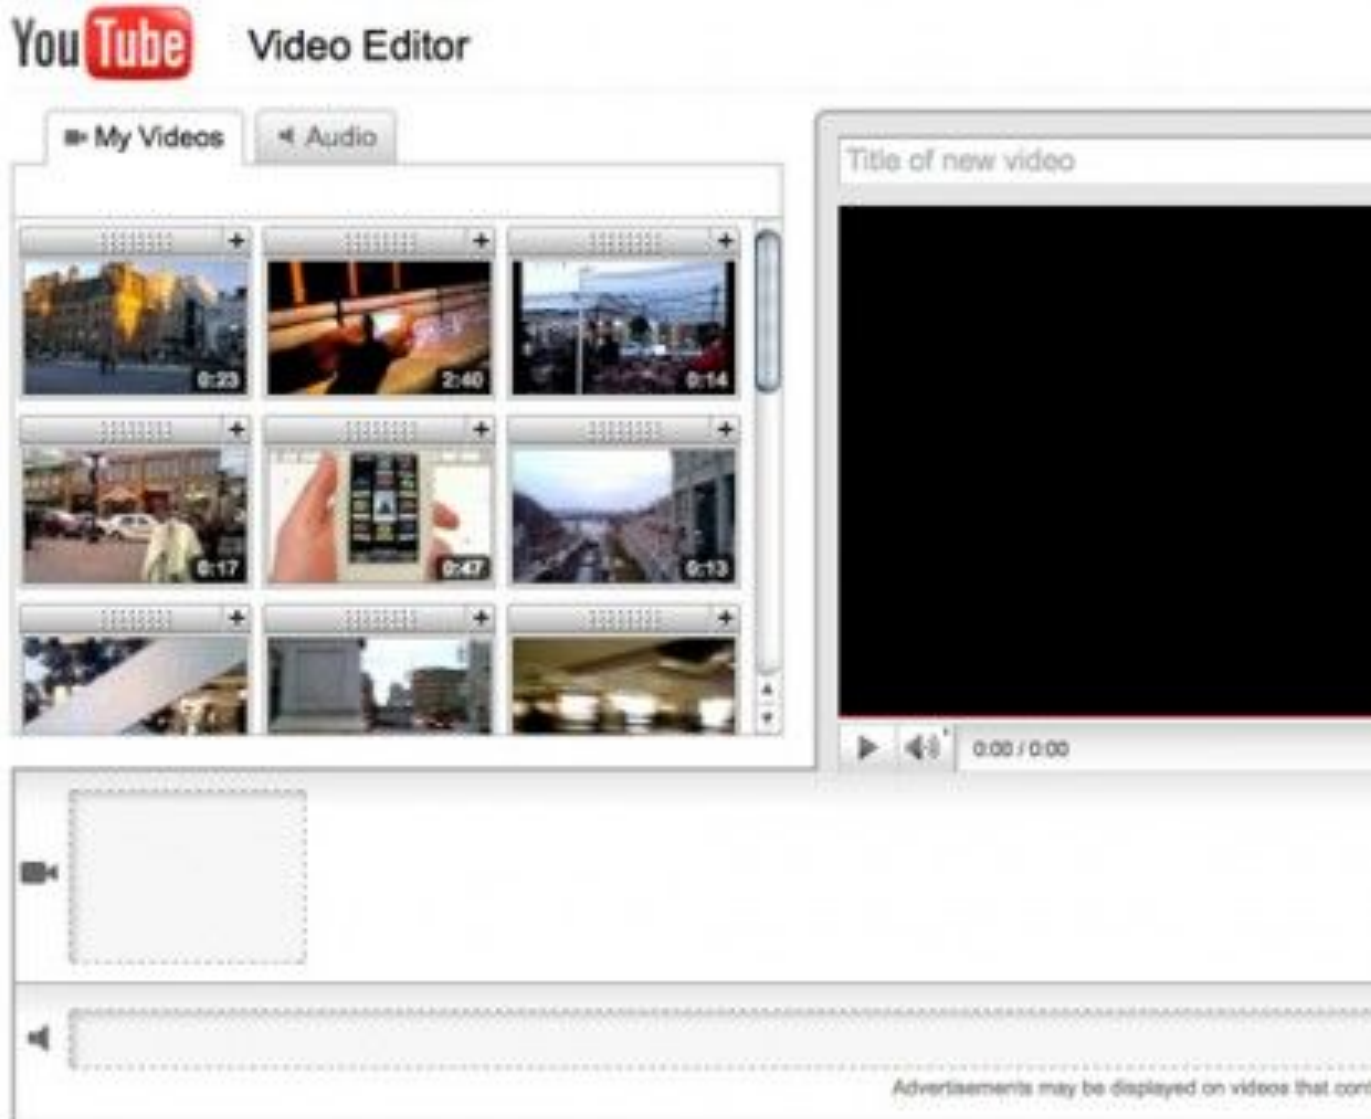 YouTube Video Editor
My Videos Audio
Title of new video
+ + +
0:23 2:40 0:14
+ + +
0:17 0:47 0:13
+ + +
0:00 / 0:00
Advertisements may be displayed on videos that cont